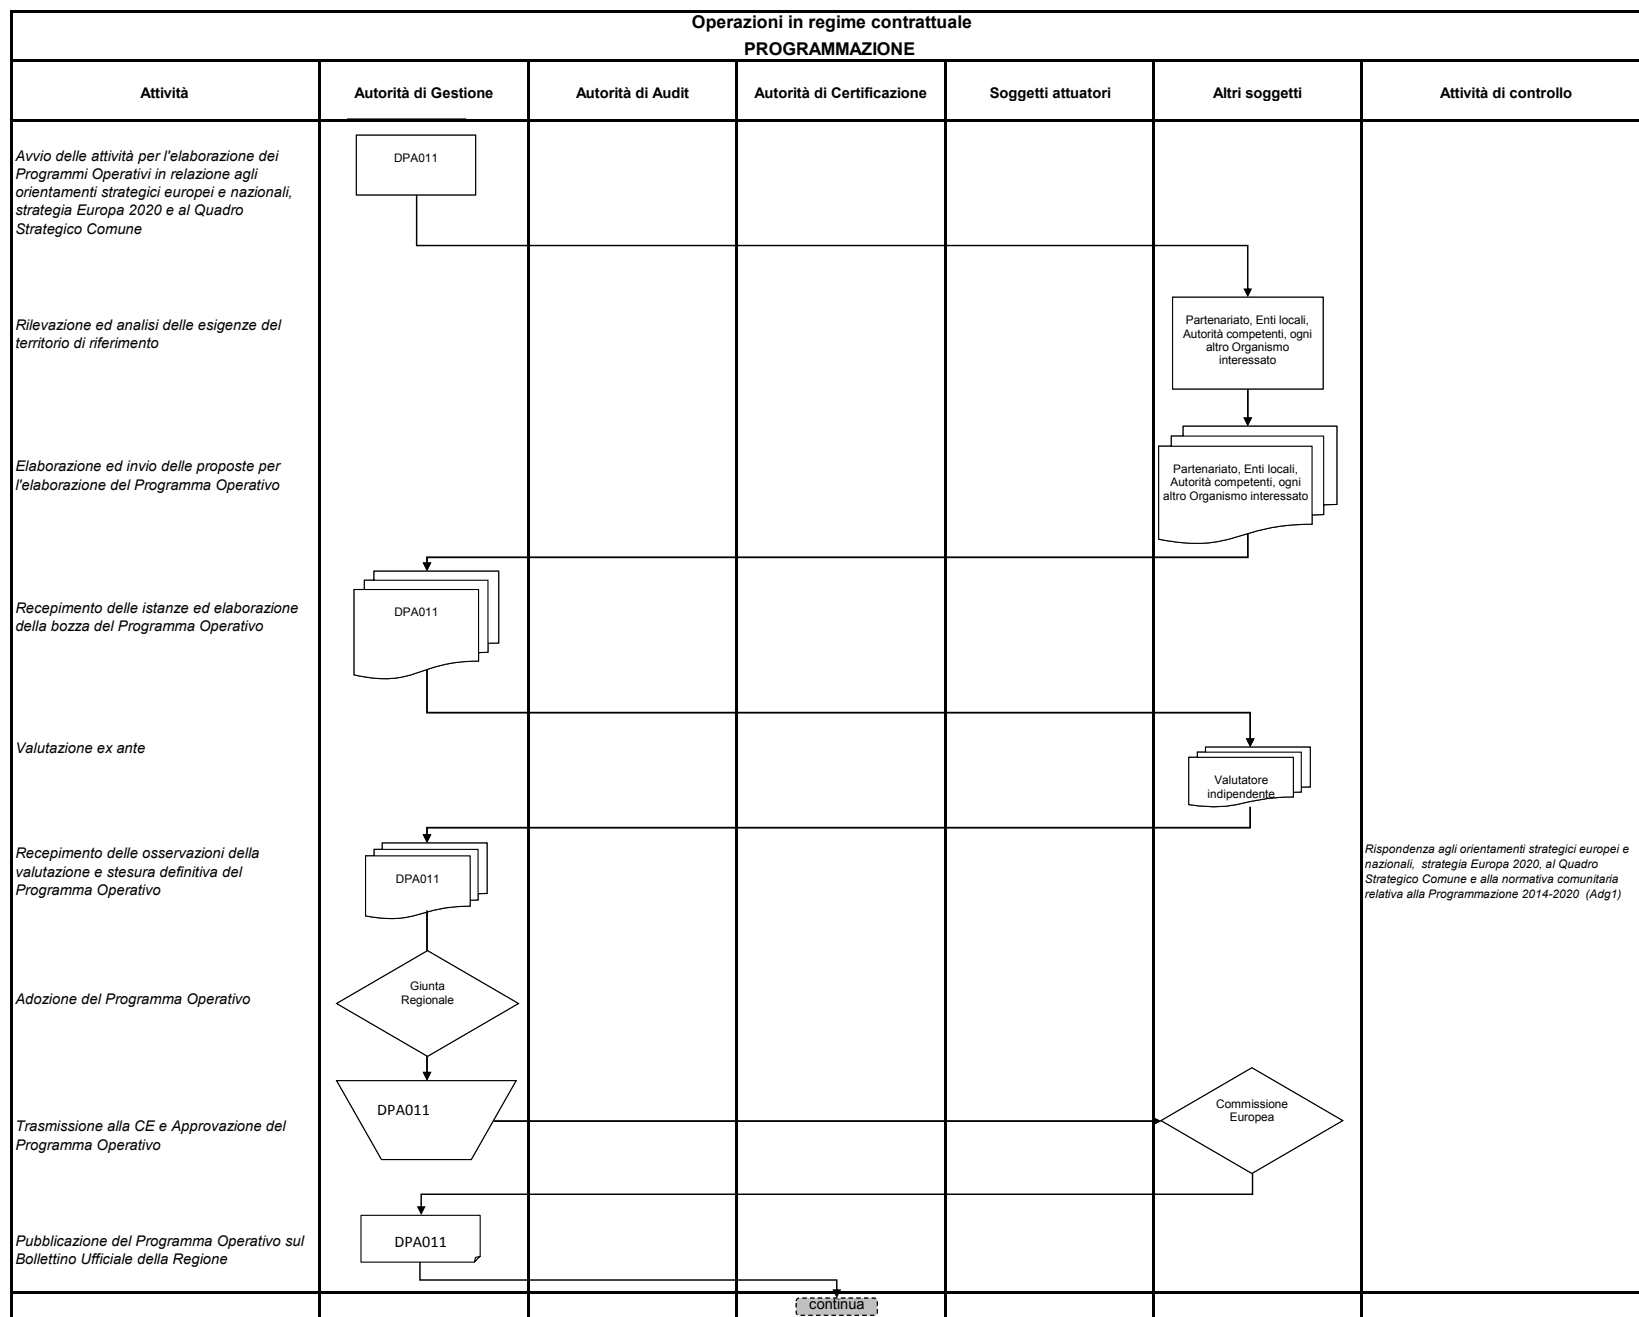 Operazioni in regime contrattuale
PROGRAMMAZIONE
Attività
Autorità di Gestione
Autorità di Audit
Autorità di Certificazione
Soggetti attuatori
Altri soggetti
Attività di controllo
Avvio delle attività per l'elaborazione dei
Programmi Operativi in relazione agli
orientamenti strategici europei e nazionali,
strategia Europa 2020 e al Quadro
Strategico Comune
DPA011
Rilevazione ed analisi delle esigenze del
territorio di riferimento
Partenariato, Enti locali,
Autorità competenti, ogni
altro Organismo
interessato
Elaborazione ed invio delle proposte per
l'elaborazione del Programma Operativo
Partenariato, Enti locali,
Autorità competenti, ogni
altro Organismo interessato
Recepimento delle istanze ed elaborazione
della bozza del Programma Operativo
DPA011
Valutazione ex ante
Valutatore
indipendente
Recepimento delle osservazioni della
valutazione e stesura definitiva del
Programma Operativo
DPA011
Rispondenza agli orientamenti strategici europei e
nazionali, strategia Europa 2020, al Quadro
Strategico Comune e alla normativa comunitaria
relativa alla Programmazione 2014-2020 (Adg1)
Adozione del Programma Operativo
Giunta
Regionale
Trasmissione alla CE e Approvazione del
Programma Operativo
DPA011
Commissione
Europea
Pubblicazione del Programma Operativo sul
Bollettino Ufficiale della Regione
DPA011
continua